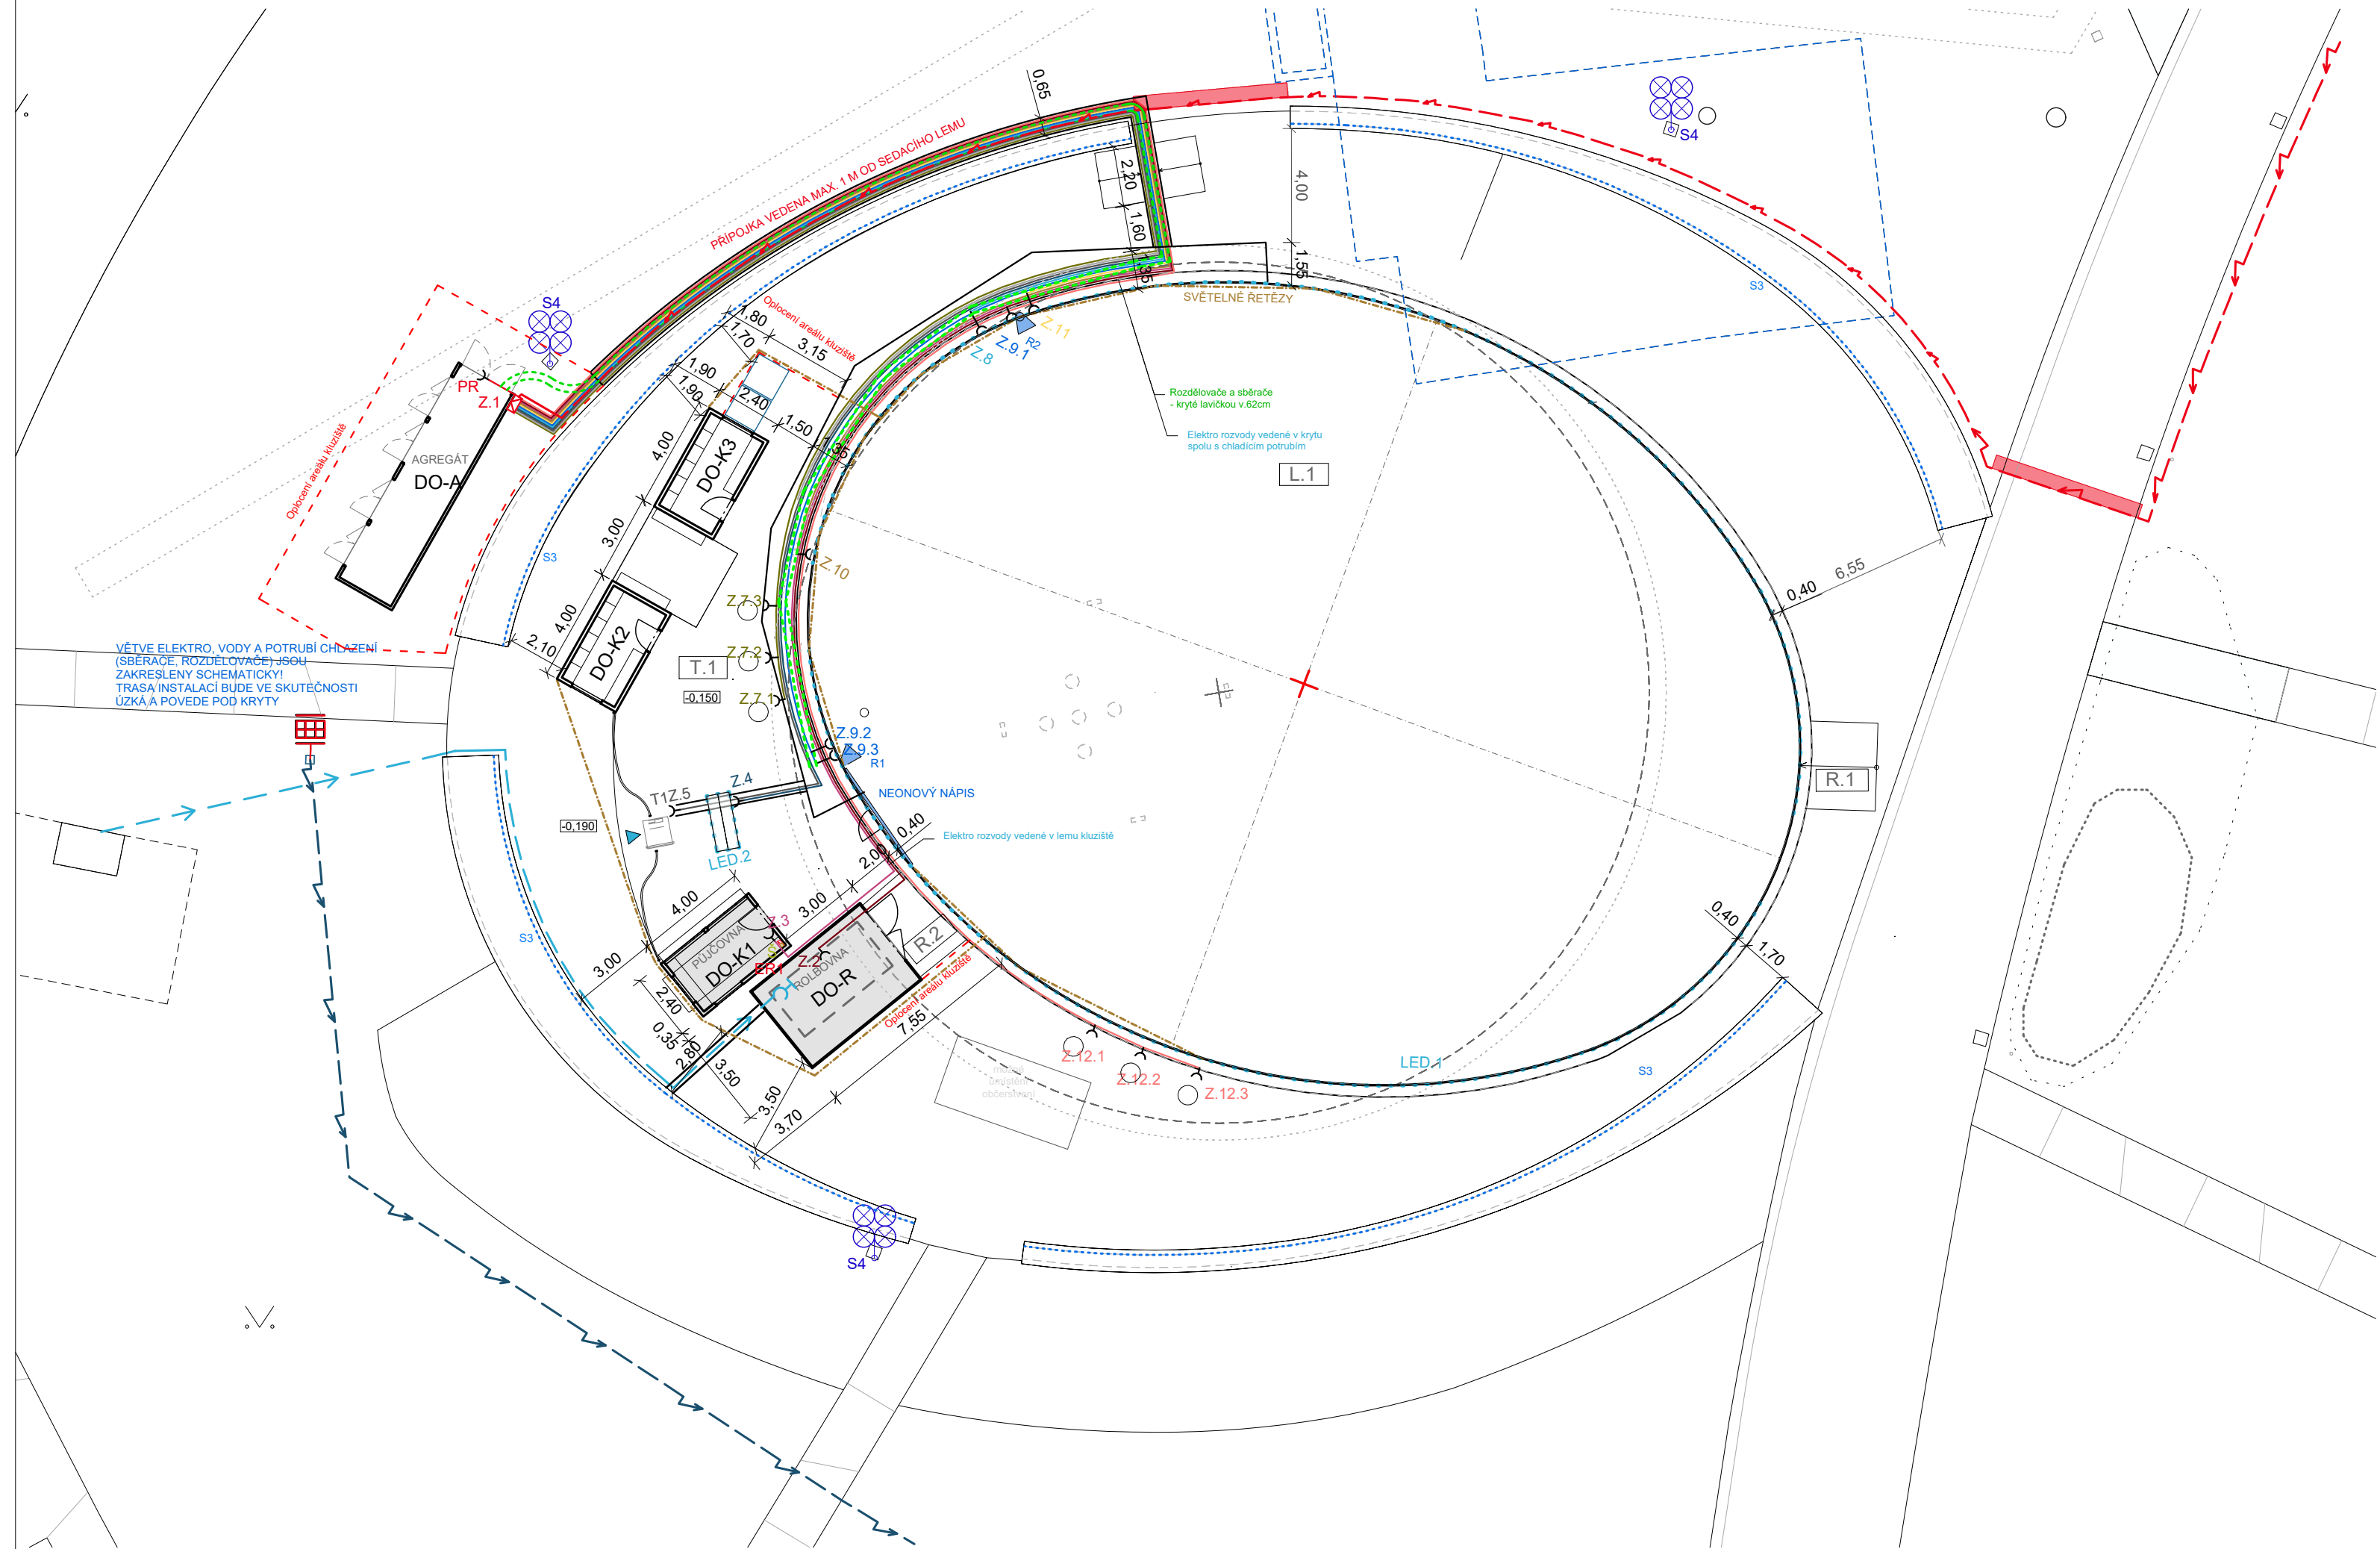 0,65
S4
PŘÍPOJKA VEDENA MAX. 1 M OD SEDACÍHO LEMU
2,20
4,00
1,60
1,35
1,55
S3
S4
SVĚTELNÉ ŘETĚZY
Oplocení areálu kluziště
1,80
1,70
3,15
Z.11
R2
Z.9.1
Z.8
1,90
1,90
2,40
1,50
1,35
PR
Z.1
Rozdělovače a sběrače
- kryté lavičkou v.62cm
Elektro rozvody vedené v krytu
spolu s chladícím potrubím
L.1
AGREGÁT
DO-A
Oplocení areálu kluziště
4,00
DO-K3
3,00
S3
Z.10
6,55
0,40
Z.7.3
4,00
DO-K2
2,10
Z.7.2
T.1
-0,150
Z.7.1
VĚTVE ELEKTRO, VODY A POTRUBÍ CHLAZENÍ
(SBĚRAČE, ROZDĚLOVAČE) JSOU
ZAKRESLENY SCHEMATICKY!
TRASA INSTALACÍ BUDE VE SKUTEČNOSTI
ÚZKÁ A POVEDE POD KRYTY
Z.9.2
Z.9.3
R1
R.1
NEONOVÝ NÁPIS
T1
Z.5
Z.4
-0,190
LED.2
0,40
Elektro rozvody vedené v lemu kluziště
2,00
4,00
3,00
Z.3
PŮJČOVNA
DO-K1
ER1
Z.2
ROLBOVNA
DO-R
R.2
Oplocení areálu kluziště
7,55
S3
3,00
2,40
0,35
2,80
3,50
3,50
3,70
0,40
1,70
možné
umístění
občerstvení
Z.12.1
Z.12.2
Z.12.3
LED.1
S3
S4